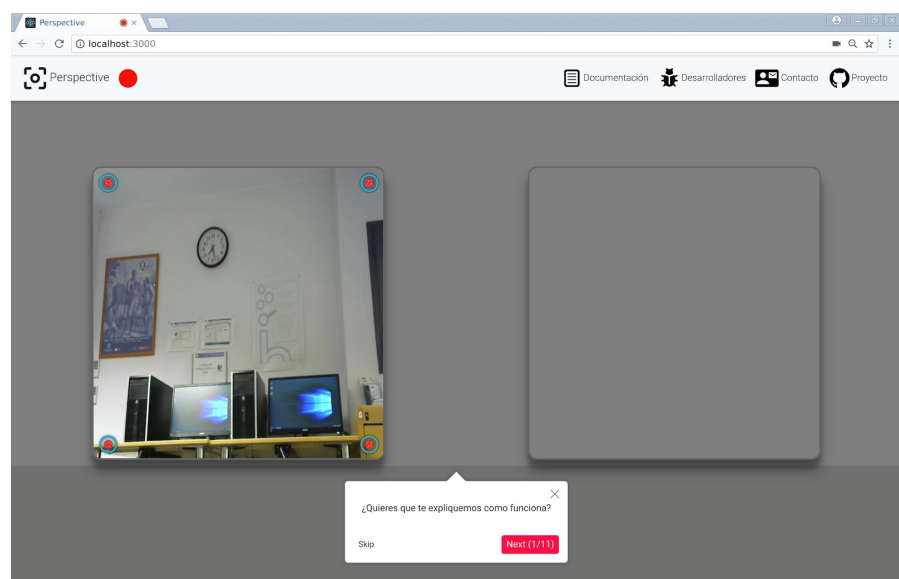 Perspective
localhost:3000
Perspective
Documentación
Desarrolladores
Contacto
Proyecto
¿Quieres que te expliquemos como funciona?
Skip
Next (1/11)